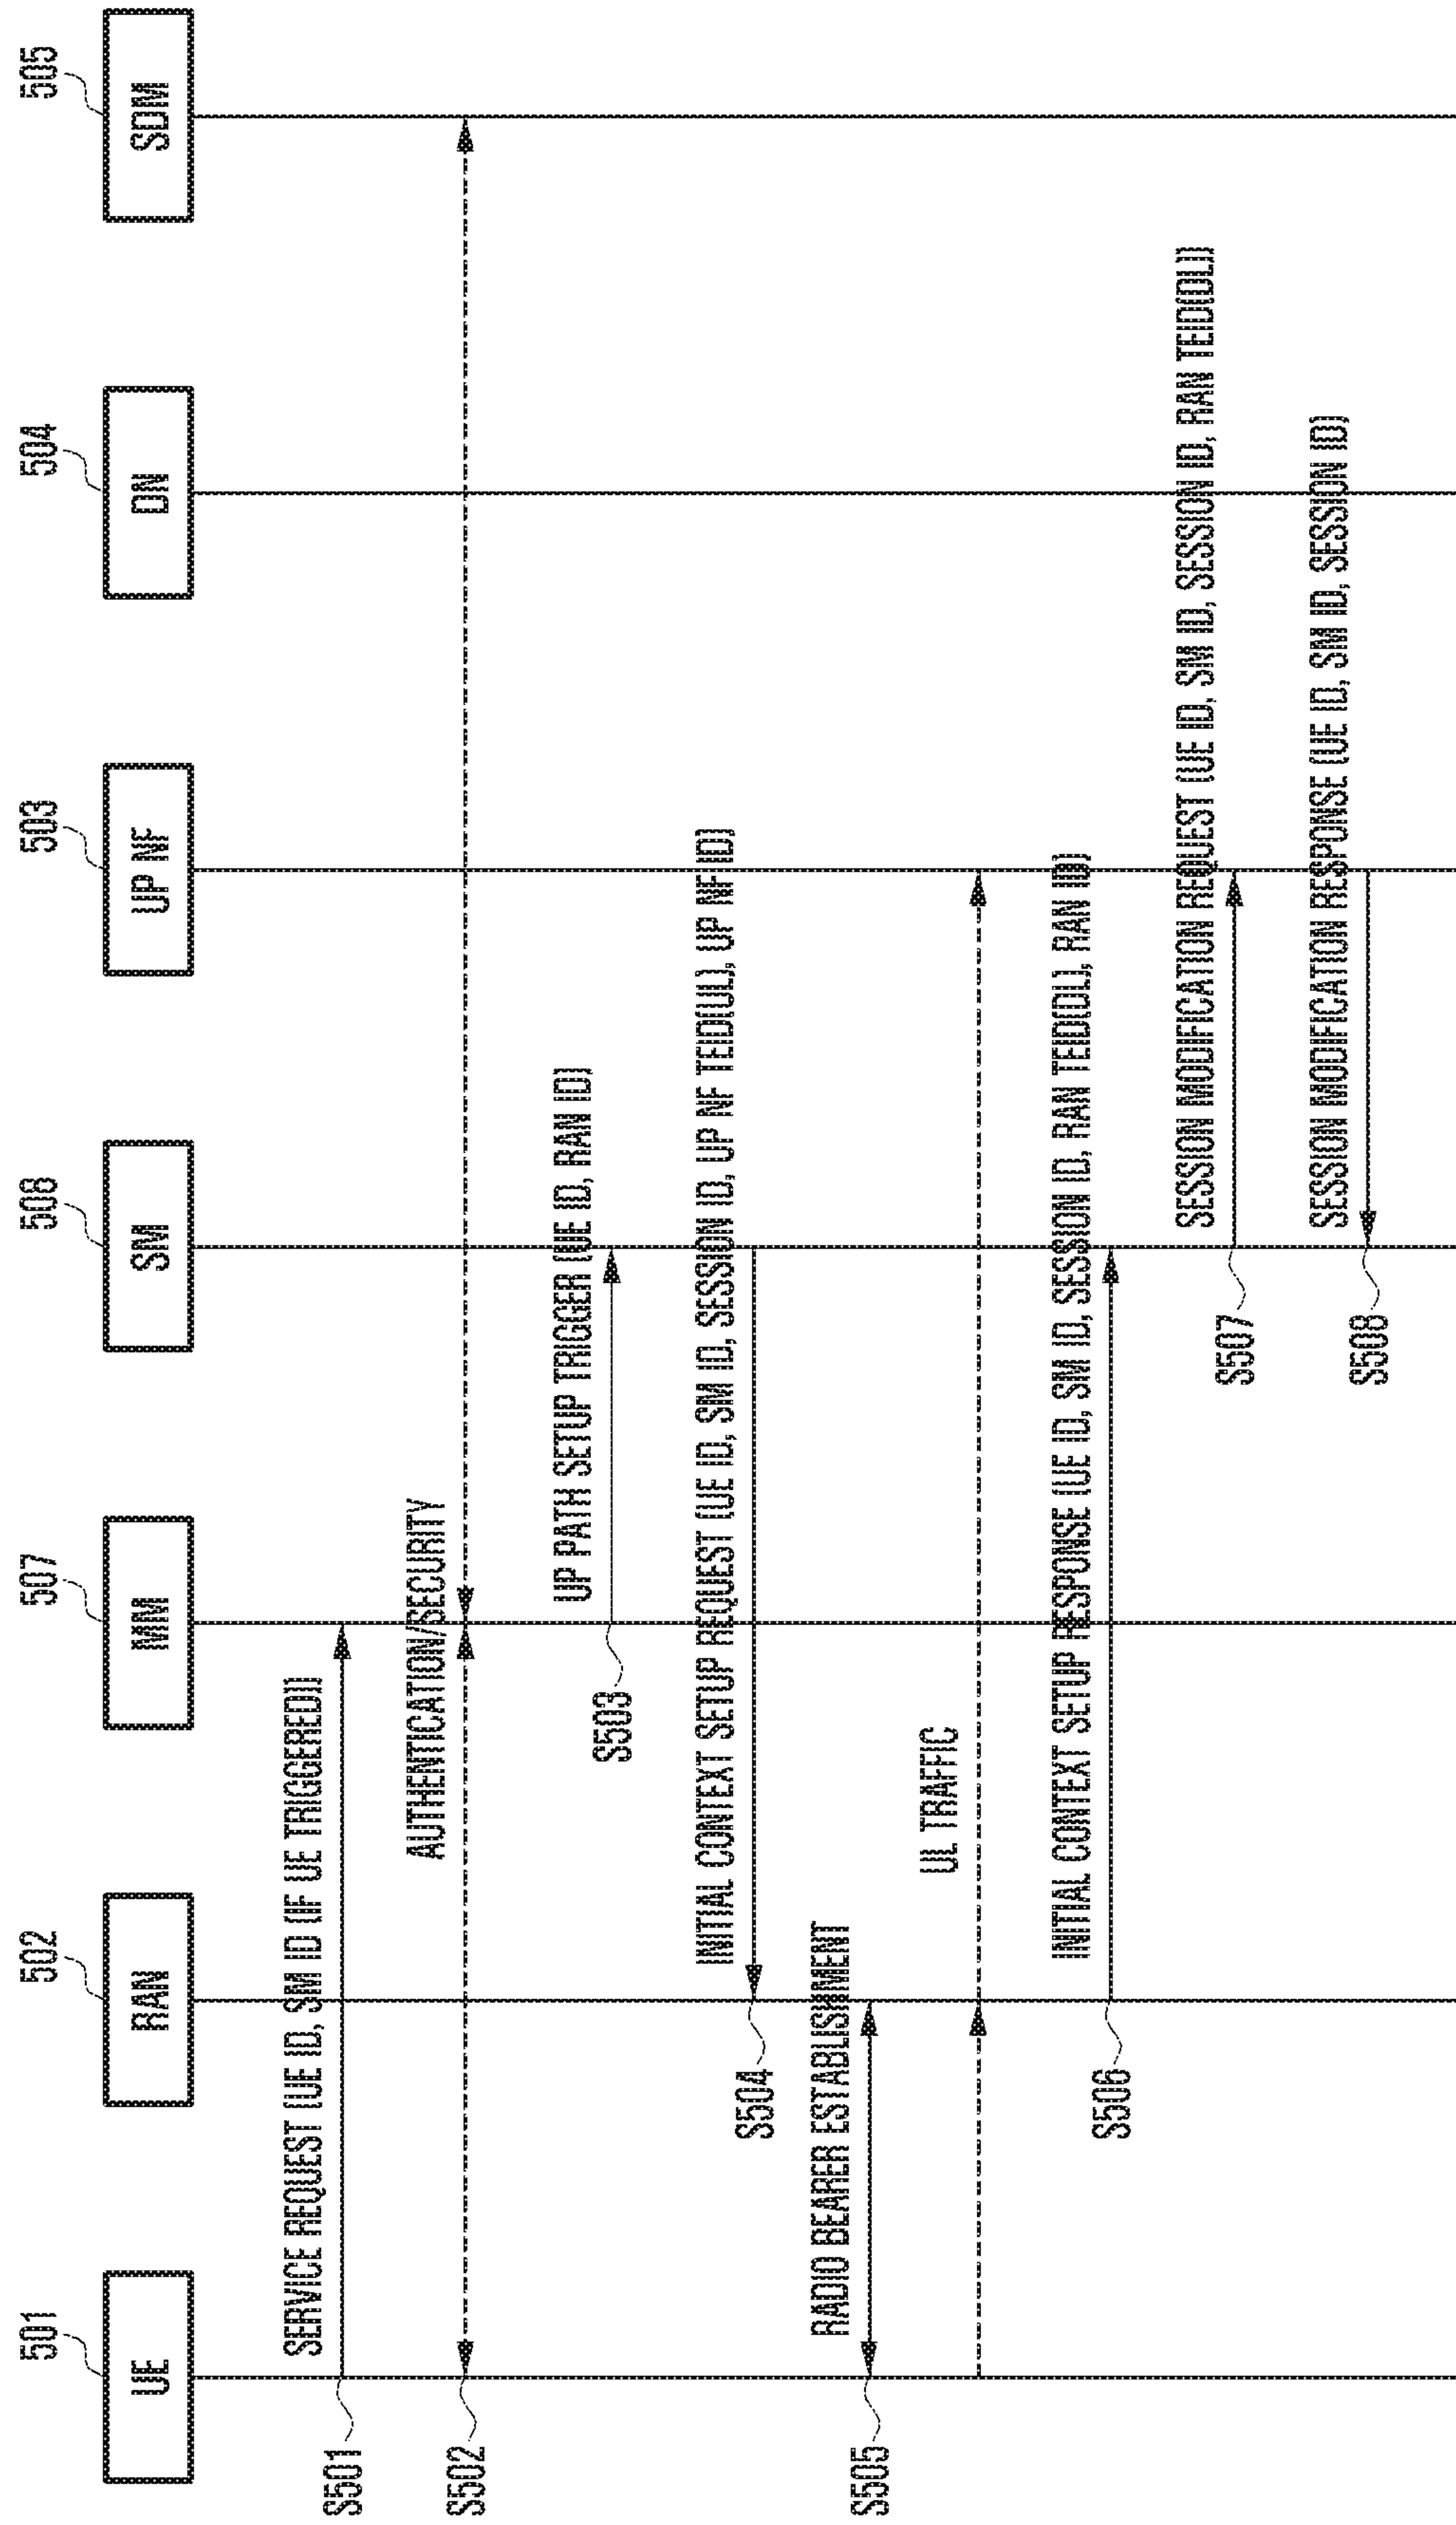 501
502
507
508
503
504
505
UE
RAN
MM
SM
UP NF
DN
SDM
SERVICE REQUEST (UE ID, SM ID (IF UE TRIGGERED))
S501
AUTHENTICATION/SECURITY
S502
UP PATH SETUP TRIGGER (UE ID, RAN ID)
S503
INITIAL CONTEXT SETUP REQUEST (UE ID, SM ID, SESSION ID, UP NF TEID(UL), UP NF ID)
S504
RADIO BEARER ESTABLISHMENT
S505
UL TRAFFIC
INITIAL CONTEXT SETUP RESPONSE (UE ID, SM ID, SESSION ID, RAN TEID(DL), RAN ID)
S506
SESSION MODIFICATION REQUEST (UE ID, SM ID, SESSION ID, RAN TEID(DL))
S507
SESSION MODIFICATION RESPONSE (UE ID, SM ID, SESSION ID)
S508